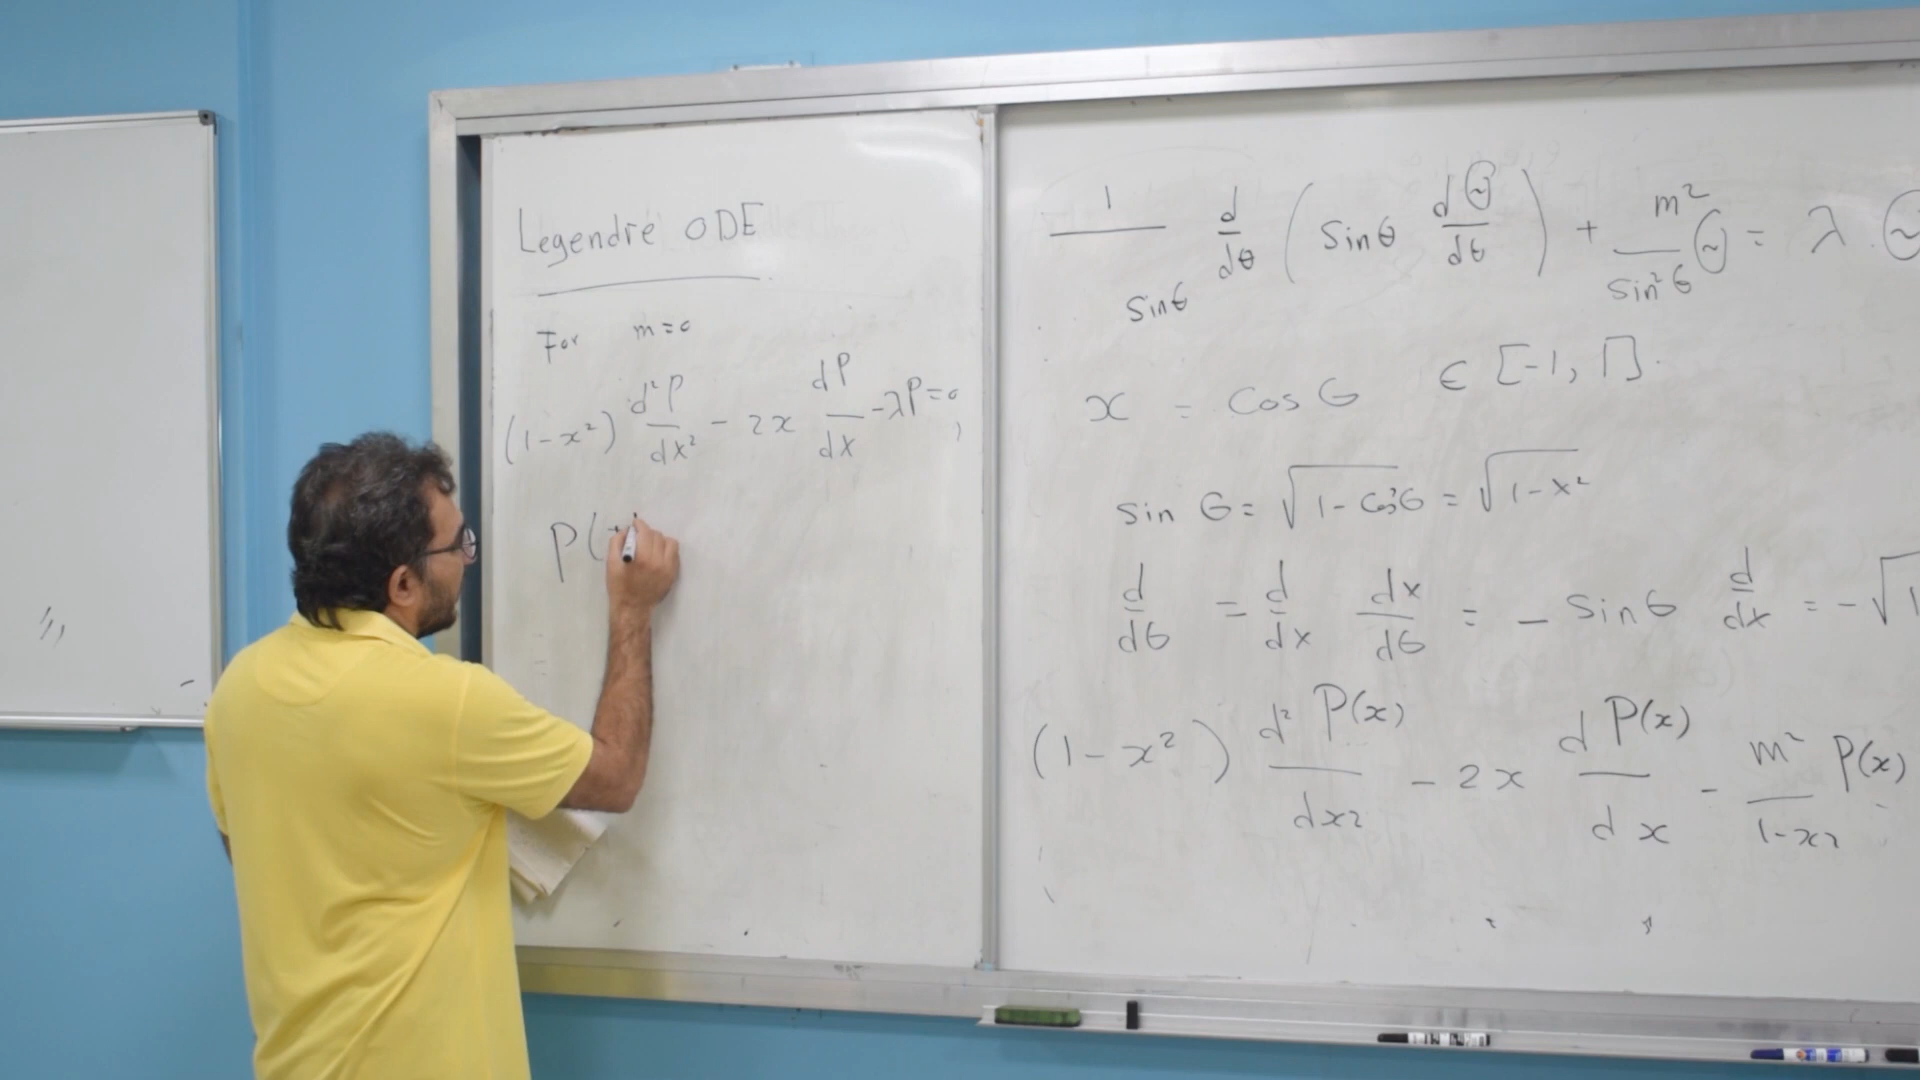 Legendre ODE
For m=0
(1-x²) d²P/dx² - 2x dP/dx - λP=0,
P(
1/Sinθ d/dθ (Sinθ dΘ/dθ) + m²/sin²θ Θ = λ. Θ
x = Cosθ ∈ [-1, 1].
sin θ = √1-Cos²θ = √1-x²
d/dθ = d/dx dx/dθ = - Sinθ d/dx = -√1
(1-x²) d²P(x)/dx² - 2x dP(x)/dx - m²/1-x² P(x)